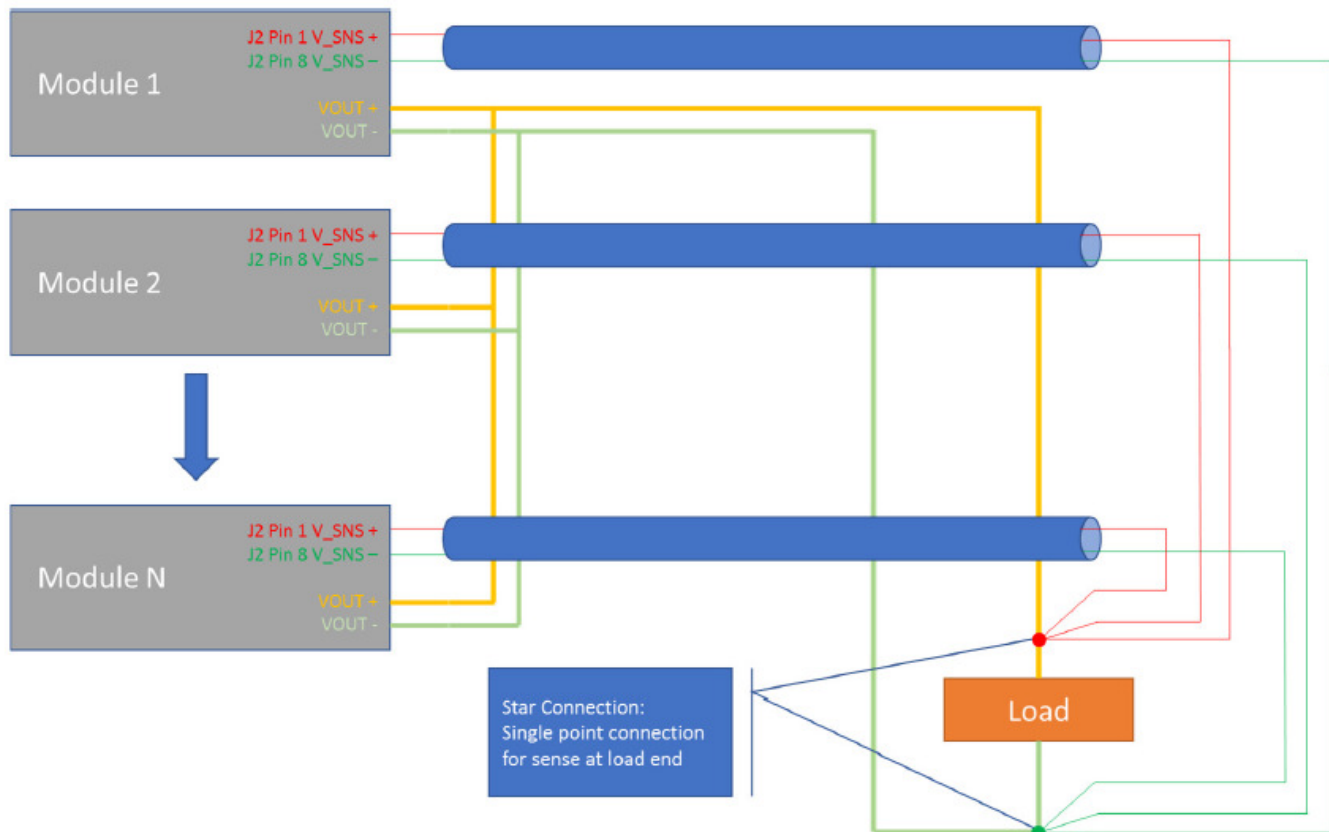 J2 Pin 1 V_SNS +
J2 Pin 8 V_SNS –
Module 1
VOUT +
VOUT -
J2 Pin 1 V_SNS +
J2 Pin 8 V_SNS –
Module 2
VOUT +
VOUT -
J2 Pin 1 V_SNS +
J2 Pin 8 V_SNS –
Module N
VOUT +
VOUT -
Star Connection:
Single point connection
for sense at load end
Load